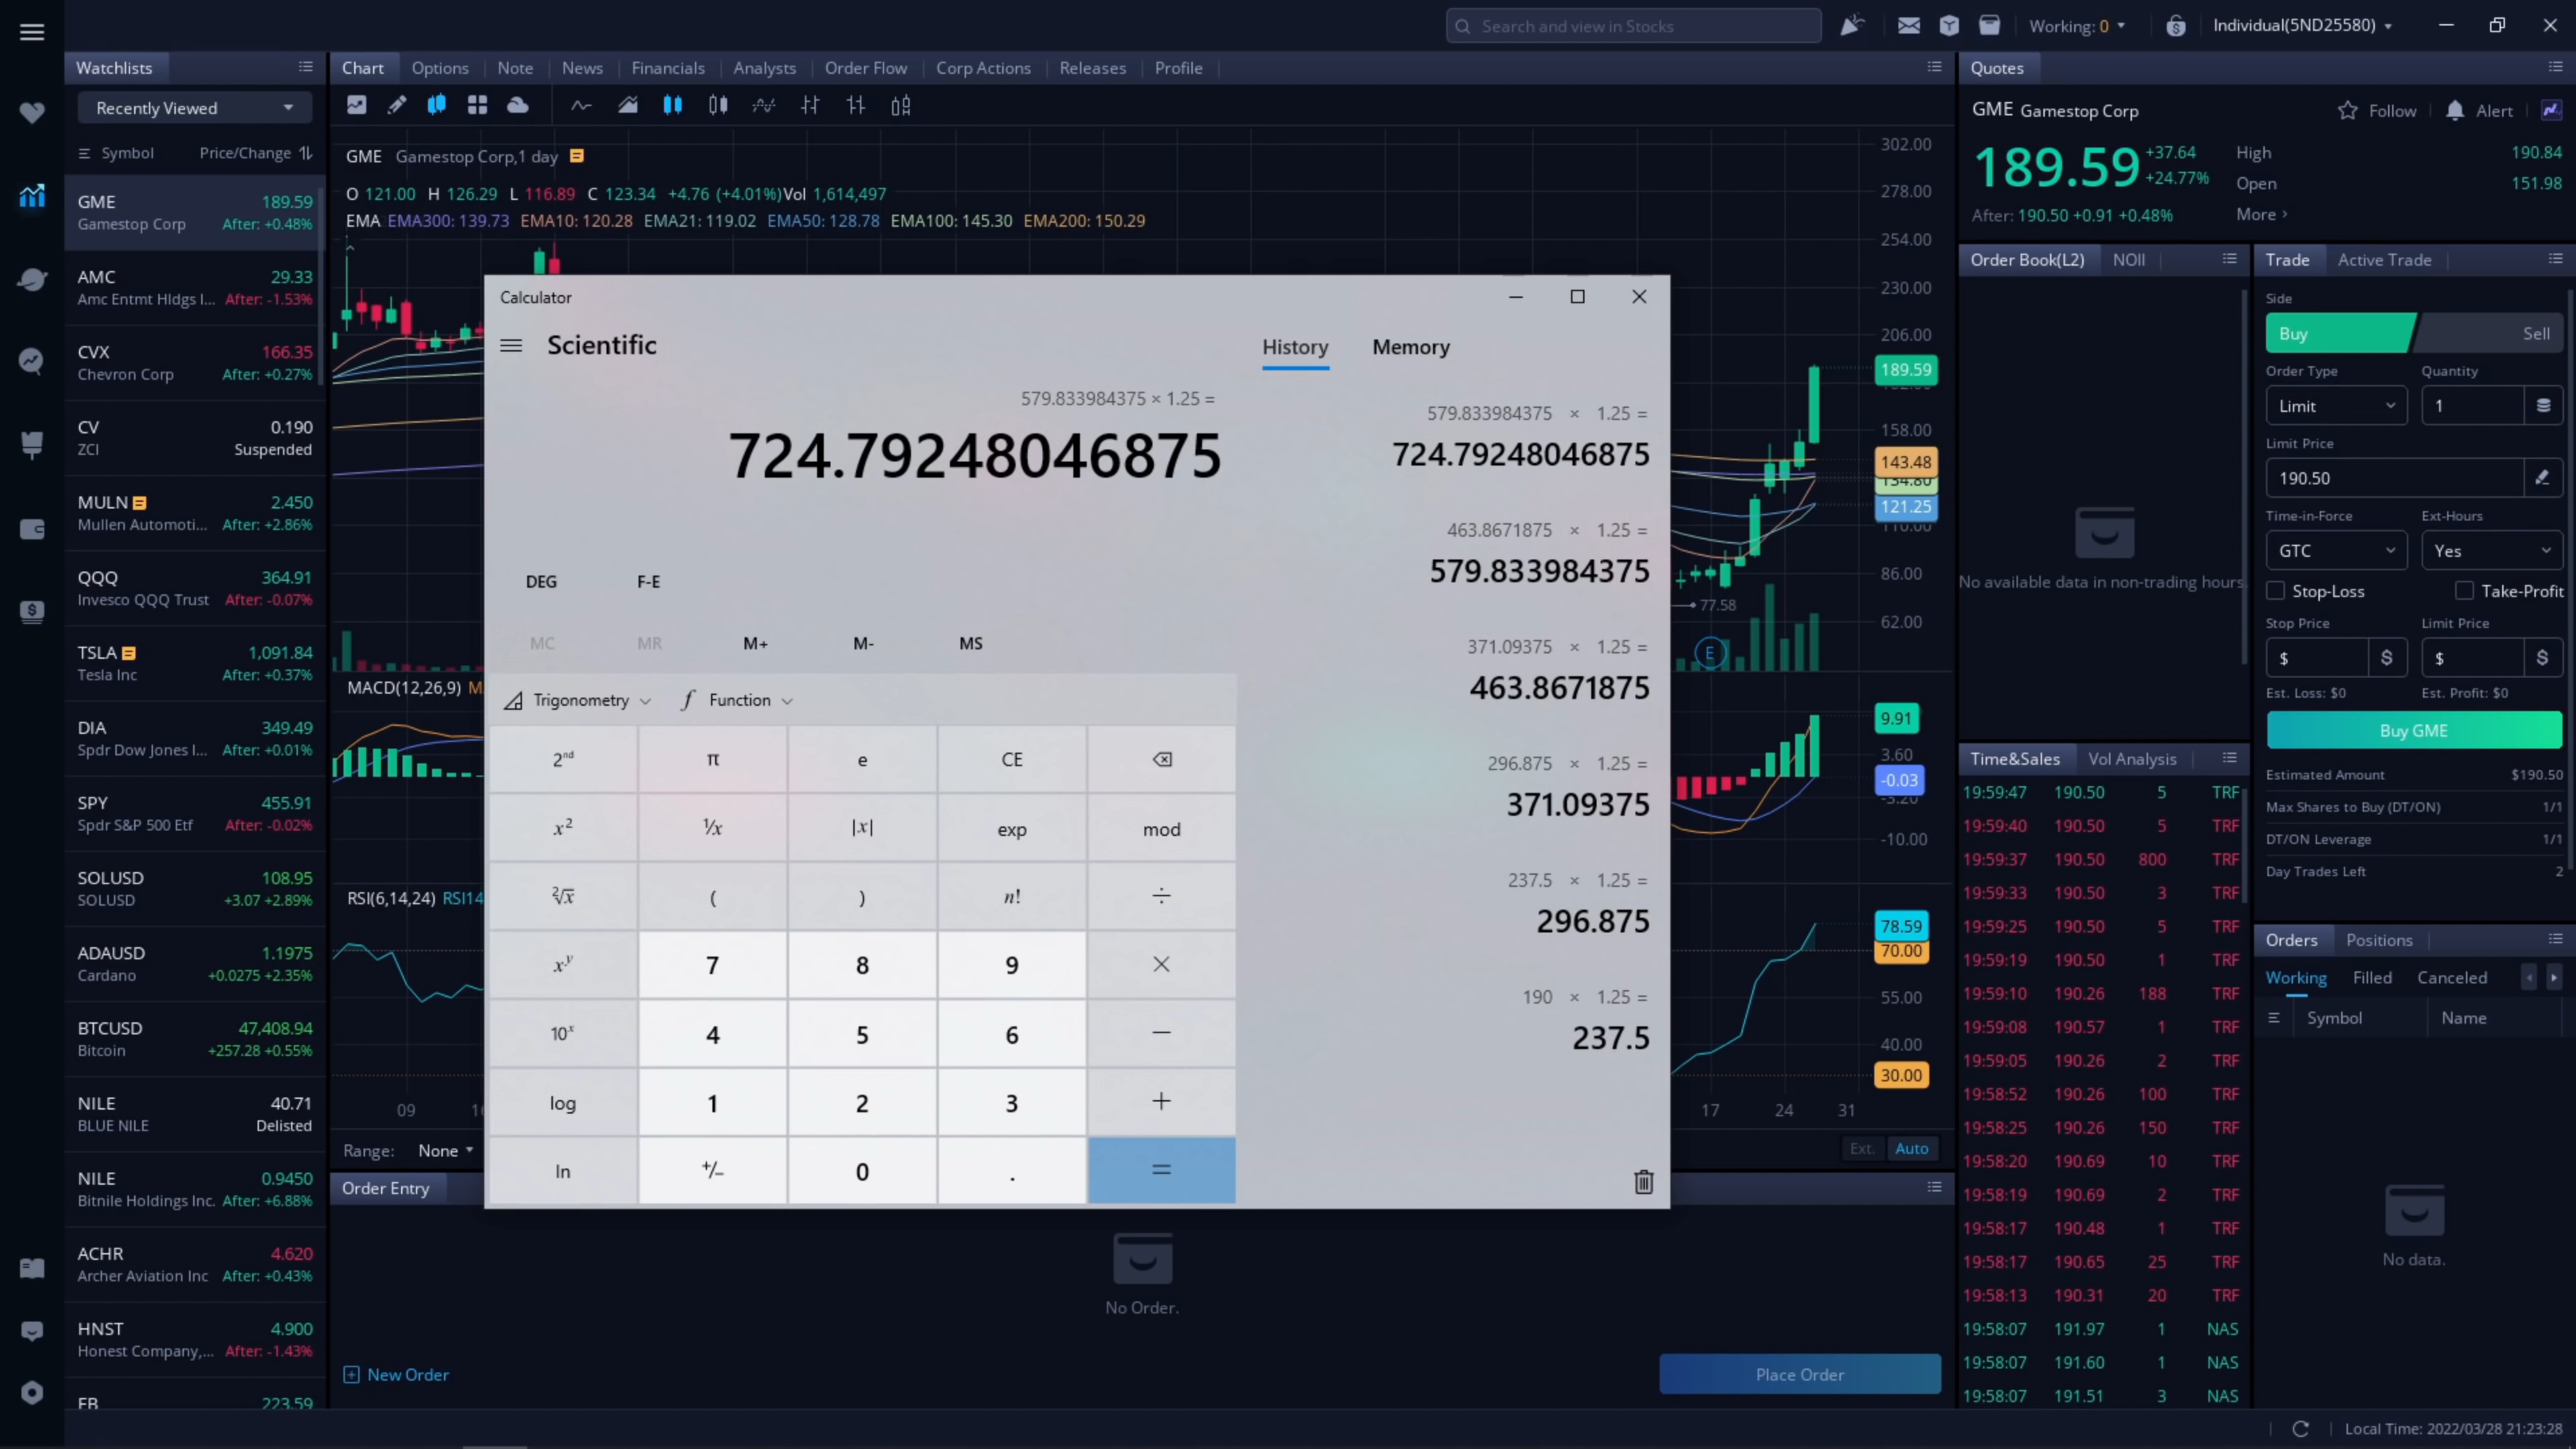 Search and view in Stocks
Working: 0
Individual(5ND25580)
Watchlists
Recently Viewed
Symbol Price/Change
GME 189.59
Gamestop Corp After: +0.48%
AMC 29.33
Amc Entmt Hldgs I... After: -1.53%
CVX 166.35
Chevron Corp After: +0.27%
CV 0.190
ZCI Suspended
MULN 2.450
Mullen Automoti... After: +2.86%
QQQ 364.91
Invesco QQQ Trust After: -0.07%
TSLA 1,091.84
Tesla Inc After: +0.37%
DIA 349.49
Spdr Dow Jones I... After: +0.01%
SPY 455.91
Spdr S&P 500 Etf After: -0.02%
SOLUSD 108.95
SOLUSD +3.07 +2.89%
ADAUSD 1.1975
Cardano +0.0275 +2.35%
BTCUSD 47,408.94
Bitcoin +257.28 +0.55%
NILE 40.71
BLUE NILE Delisted
NILE 0.9450
Bitnile Holdings Inc. After: +6.88%
ACHR 4.620
Archer Aviation Inc After: +0.43%
HNST 4.900
Honest Company,... After: -1.43%
FB 223.59
Chart Options Note News Financials Analysts Order Flow Corp Actions Releases Profile
GME Gamestop Corp,1 day
O 121.00 H 126.29 L 116.89 C 123.34 +4.76 (+4.01%) Vol 1,614,497
EMA EMA300: 139.73 EMA10: 120.28 EMA21: 119.02 EMA50: 128.78 EMA100: 145.30 EMA200: 150.29
302.00
278.00
254.00
230.00
206.00
189.59
158.00
143.48
134.80
121.25
110.00
86.00
77.58
62.00
E
MACD(12,26,9)
9.91
3.60
-0.03
-3.20
-10.00
RSI(6,14,24) RSI14
78.59
70.00
55.00
40.00
30.00
09 17 24 31
Range: None
Ext. Auto
Calculator
Scientific
579.833984375 × 1.25 =
724.79248046875
DEG F-E
MC MR M+ M- MS
Trigonometry f Function
2nd π e CE
x² ¹/x |x| exp mod
²√x ( ) n! ÷
xʸ 7 8 9 ×
10ˣ 4 5 6 −
log 1 2 3 +
ln +/− 0 . =
History Memory
579.833984375 × 1.25 =
724.79248046875
463.8671875 × 1.25 =
579.833984375
371.09375 × 1.25 =
463.8671875
296.875 × 1.25 =
371.09375
237.5 × 1.25 =
296.875
190 × 1.25 =
237.5
Order Entry
No Order.
New Order
Place Order
Quotes
GME Gamestop Corp
Follow Alert
189.59 +37.64 +24.77%
High 190.84
Open 151.98
After: 190.50 +0.91 +0.48%
More
Order Book(L2) NOII
No available data in non-trading hours.
Trade Active Trade
Side
Buy Sell
Order Type Quantity
Limit 1
Limit Price
190.50
Time-in-Force Ext-Hours
GTC Yes
Stop-Loss Take-Profit
Stop Price Limit Price
$ $ $ $
Est. Loss: $0 Est. Profit: $0
Buy GME
Estimated Amount $190.50
Max Shares to Buy (DT/ON) 1/1
DT/ON Leverage 1/1
Day Trades Left 2
Time&Sales Vol Analysis
19:59:47 190.50 5 TRF
19:59:40 190.50 5 TRF
19:59:37 190.50 800 TRF
19:59:33 190.50 3 TRF
19:59:25 190.50 5 TRF
19:59:19 190.50 1 TRF
19:59:10 190.26 188 TRF
19:59:08 190.57 1 TRF
19:59:05 190.26 2 TRF
19:58:52 190.26 100 TRF
19:58:25 190.26 150 TRF
19:58:20 190.69 10 TRF
19:58:19 190.69 2 TRF
19:58:17 190.48 1 TRF
19:58:17 190.65 25 TRF
19:58:13 190.31 20 TRF
19:58:07 191.97 1 NAS
19:58:07 191.60 1 NAS
19:58:07 191.51 3 NAS
Orders Positions
Working Filled Canceled
Symbol Name
No data.
Local Time: 2022/03/28 21:23:28